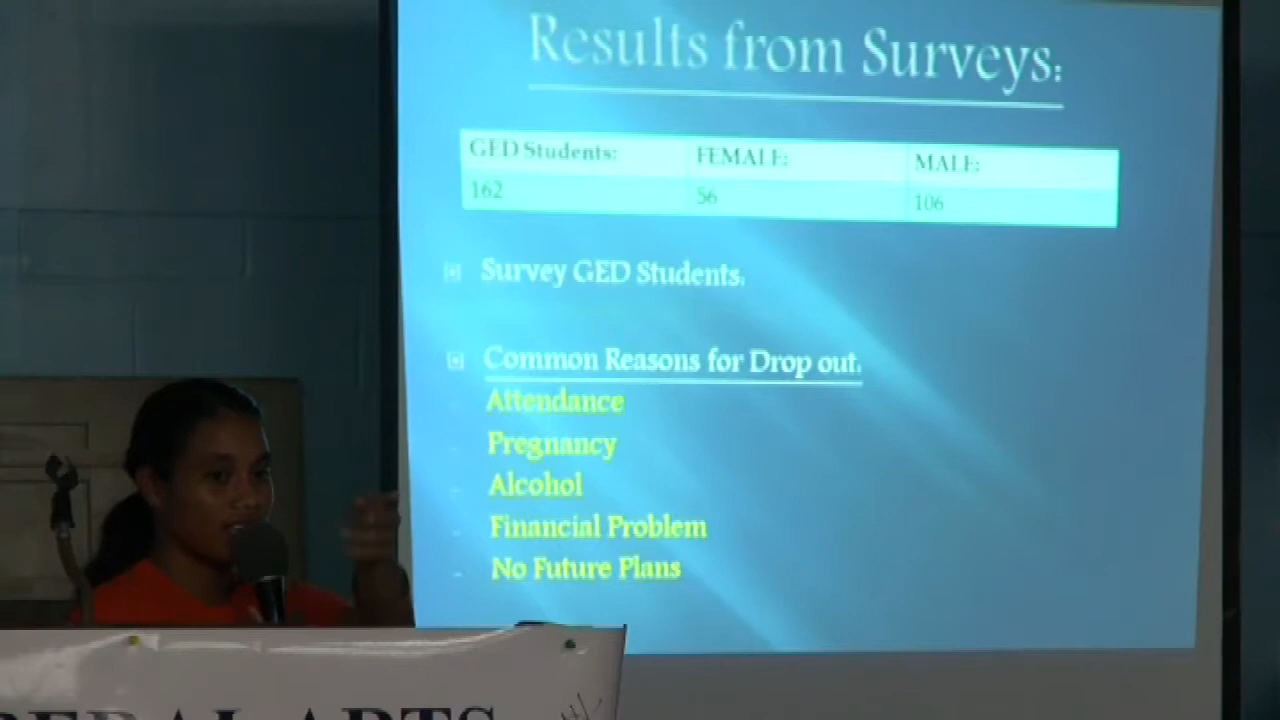 Results from Surveys:
GED Students: FEMALE: MALE:
162 56 106
Survey GED Students.
Common Reasons for Drop out.
- Attendance
- Pregnancy
- Alcohol
- Financial Problem
- No Future Plans
ARTS